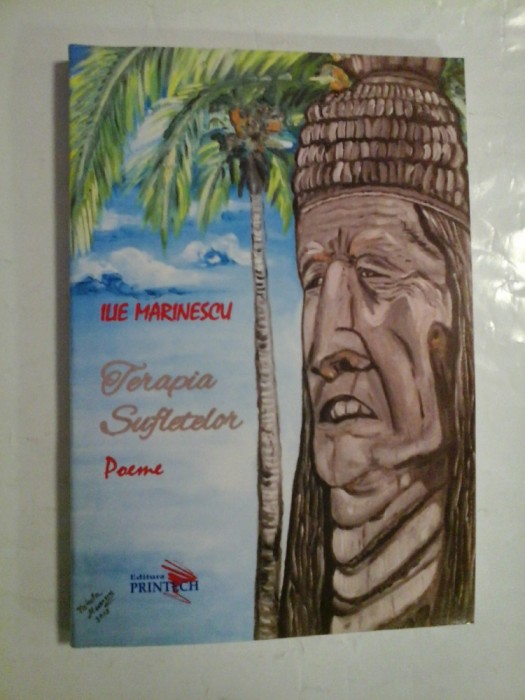 ILIE MARINESCU
Terapia
Sufletelor
Poeme
Editura
PRINTECH